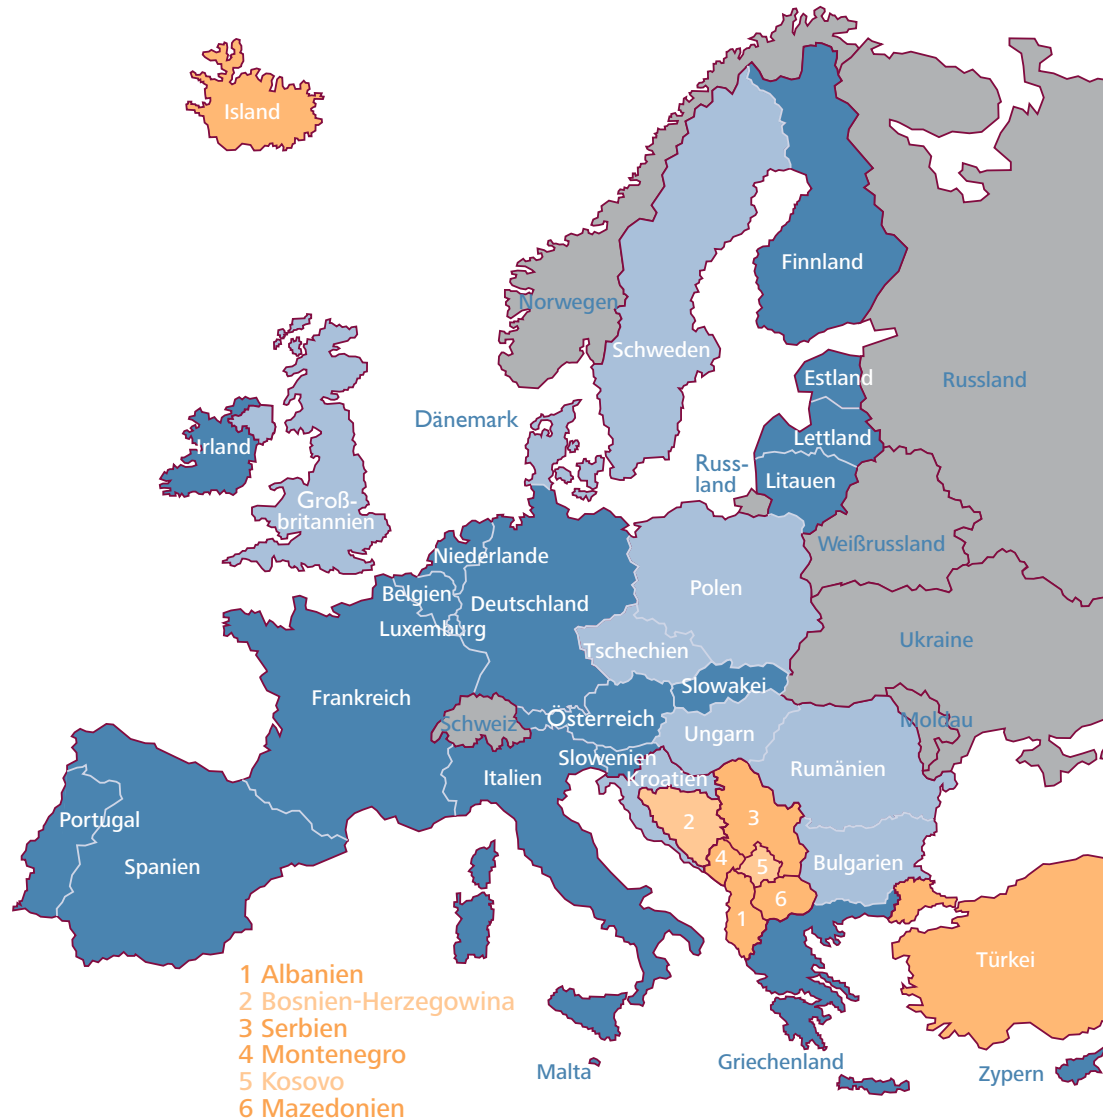 Island
Finnland
Norwegen
Schweden
Estland
Russland
Dänemark
Irland
Lettland
Russ-
land
Litauen
Groß-
britannien
Weißrussland
Niederlande
Polen
Belgien
Deutschland
Luxemburg
Ukraine
Tschechien
Slowakei
Frankreich
Schweiz
Österreich
Moldau
Ungarn
Slowenien
Rumänien
Italien
Kroatien
Portugal
2
3
Spanien
4
5
Bulgarien
6
1
Türkei
1 Albanien
2 Bosnien-Herzegowina
3 Serbien
4 Montenegro
5 Kosovo
6 Mazedonien
Malta
Griechenland
Zypern